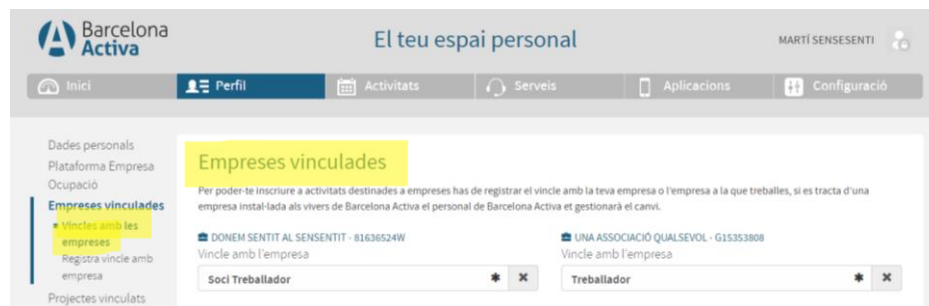 Barcelona
Activa
El teu espai personal
MARTÍ SENSESENTI
Inici
Perfil
Activitats
Serveis
Aplicacions
Configuració
Dades personals
Plataforma Empresa
Ocupació
Empreses vinculades
Vincles amb les
empreses
Registra vincle amb
empresa
Projectes vinculats
Empreses vinculades
Per poder-te inscriure a activitats destinades a empreses has de registrar el vincle amb la teva empresa o l'empresa a la que treballes, si es tracta d'una
empresa instal·lada als vivers de Barcelona Activa el personal de Barcelona Activa et gestionarà el canvi.
DONEM SENTIT AL SENSENTIT - 81636524W
Vincle amb l'empresa
Soci Treballador
UNA ASSOCIACIÓ QUALSEVOL - G15353808
Vincle amb l'empresa
Treballador